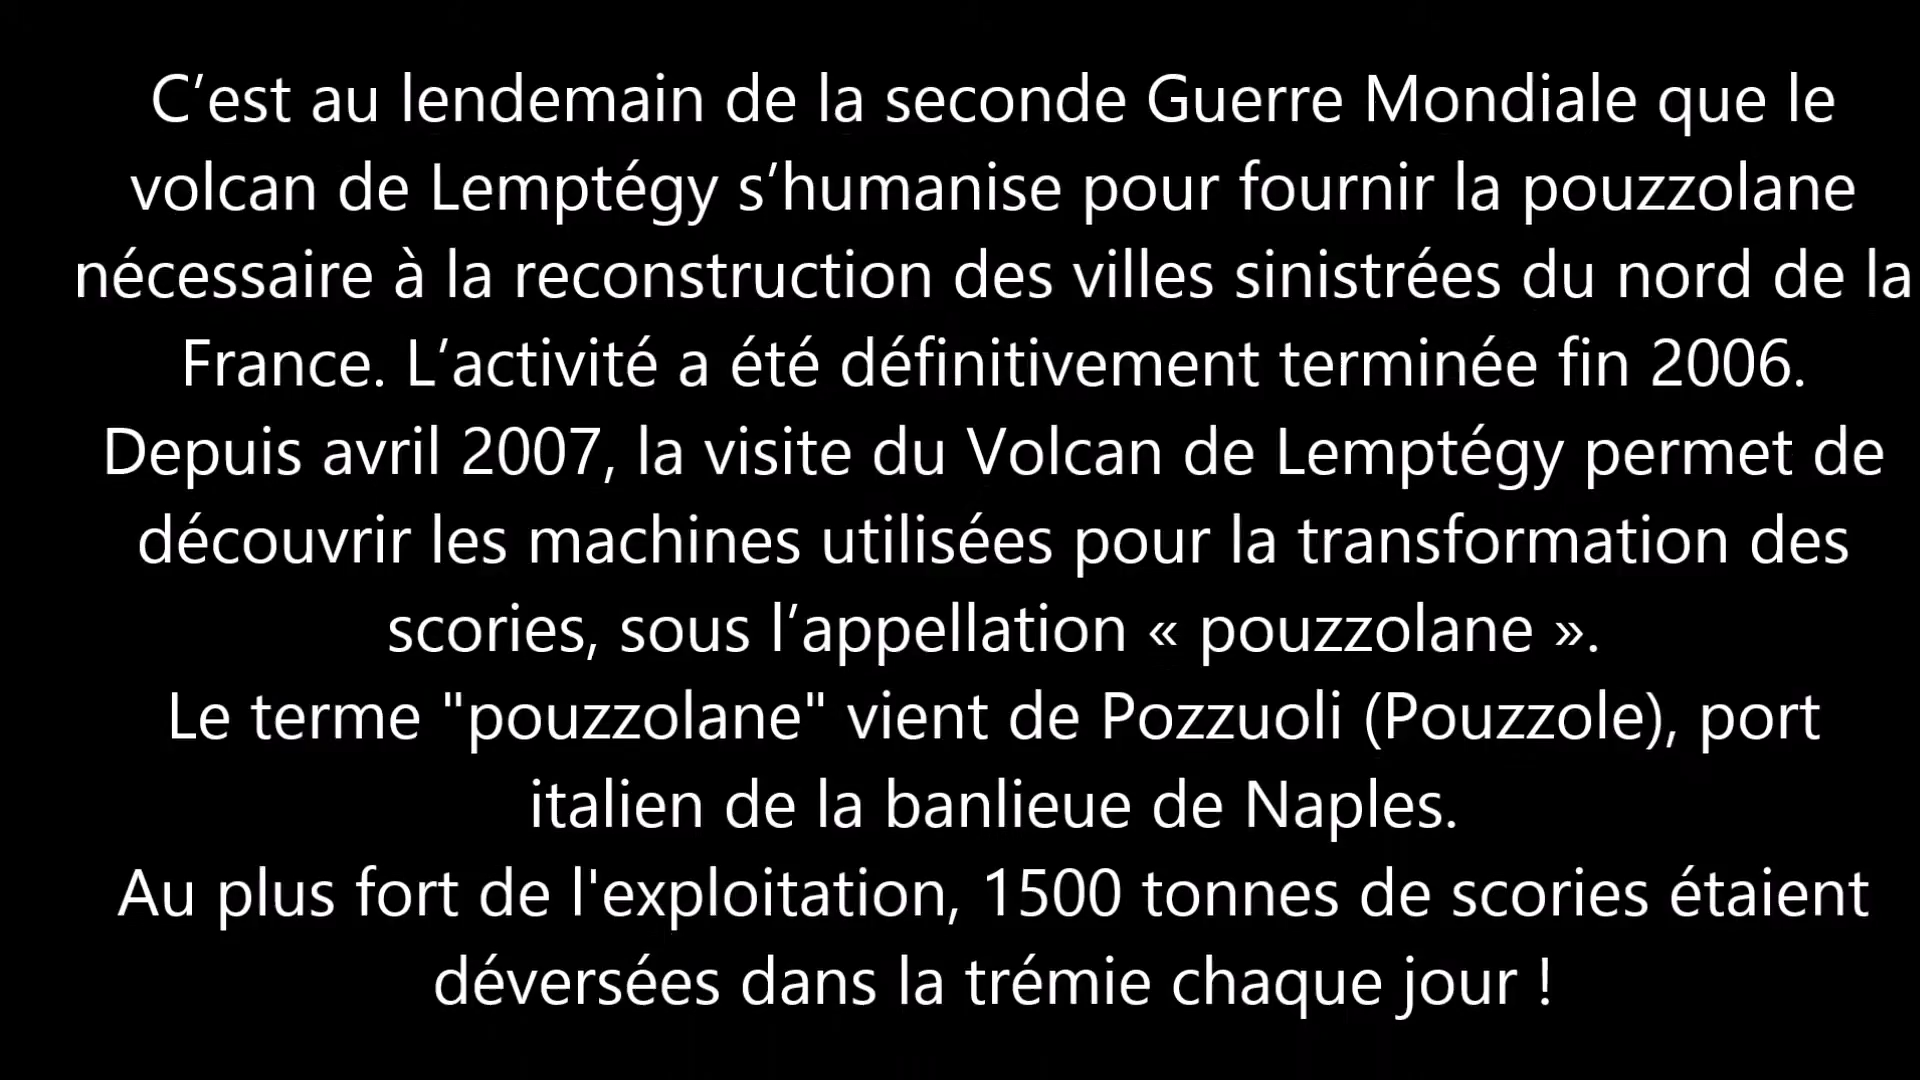 C’est au lendemain de la seconde Guerre Mondiale que le
volcan de Lemptégy s’humanise pour fournir la pouzzolane
nécessaire à la reconstruction des villes sinistrées du nord de la
France. L’activité a été définitivement terminée fin 2006.
Depuis avril 2007, la visite du Volcan de Lemptégy permet de
découvrir les machines utilisées pour la transformation des
scories, sous l’appellation « pouzzolane ».
Le terme "pouzzolane" vient de Pozzuoli (Pouzzole), port
italien de la banlieue de Naples.
Au plus fort de l'exploitation, 1500 tonnes de scories étaient
déversées dans la trémie chaque jour !